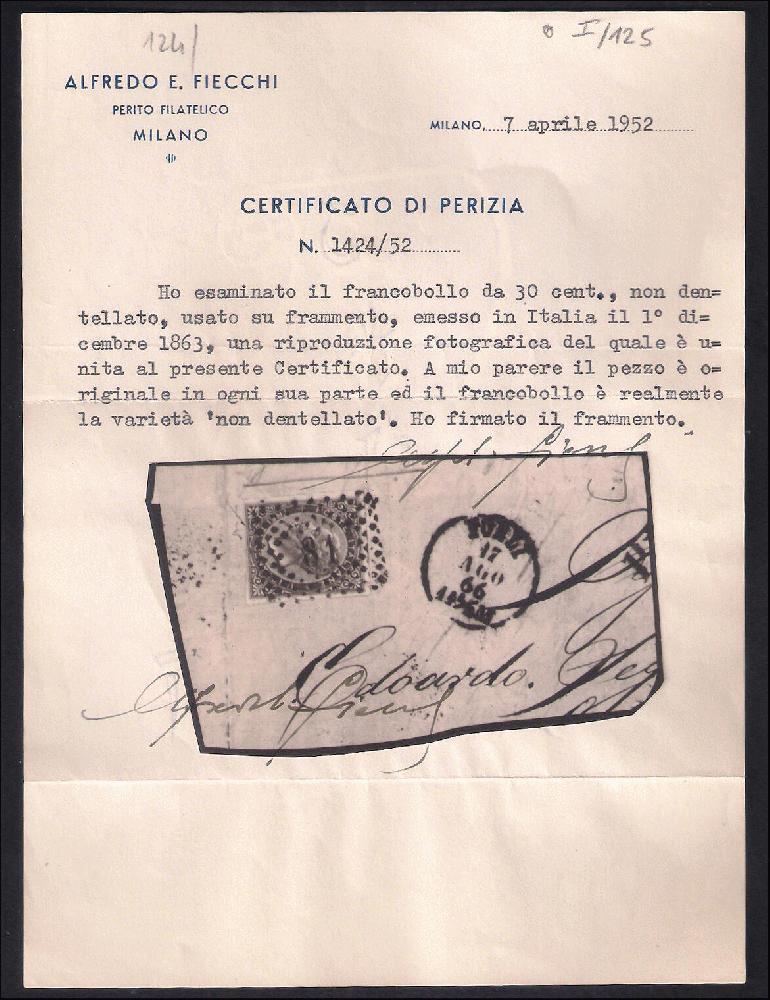 124/
I/125
ALFREDO E. FIECCHI
PERITO FILATELICO
MILANO
MILANO, 7 aprile 1952
CERTIFICATO DI PERIZIA
N. 1424/52
Ho esaminato il francobollo da 30 cent., non den=
tellato, usato su frammento, emesso in Italia il 1° di=
cembre 1863, una riproduzione fotografica del quale è u=
nita al presente Certificato. A mio parere il pezzo è o=
riginale in ogni sua parte ed il francobollo è realmente
la varietà 'non dentellato'. Ho firmato il frammento.
17
AGO
66
Edoardo.